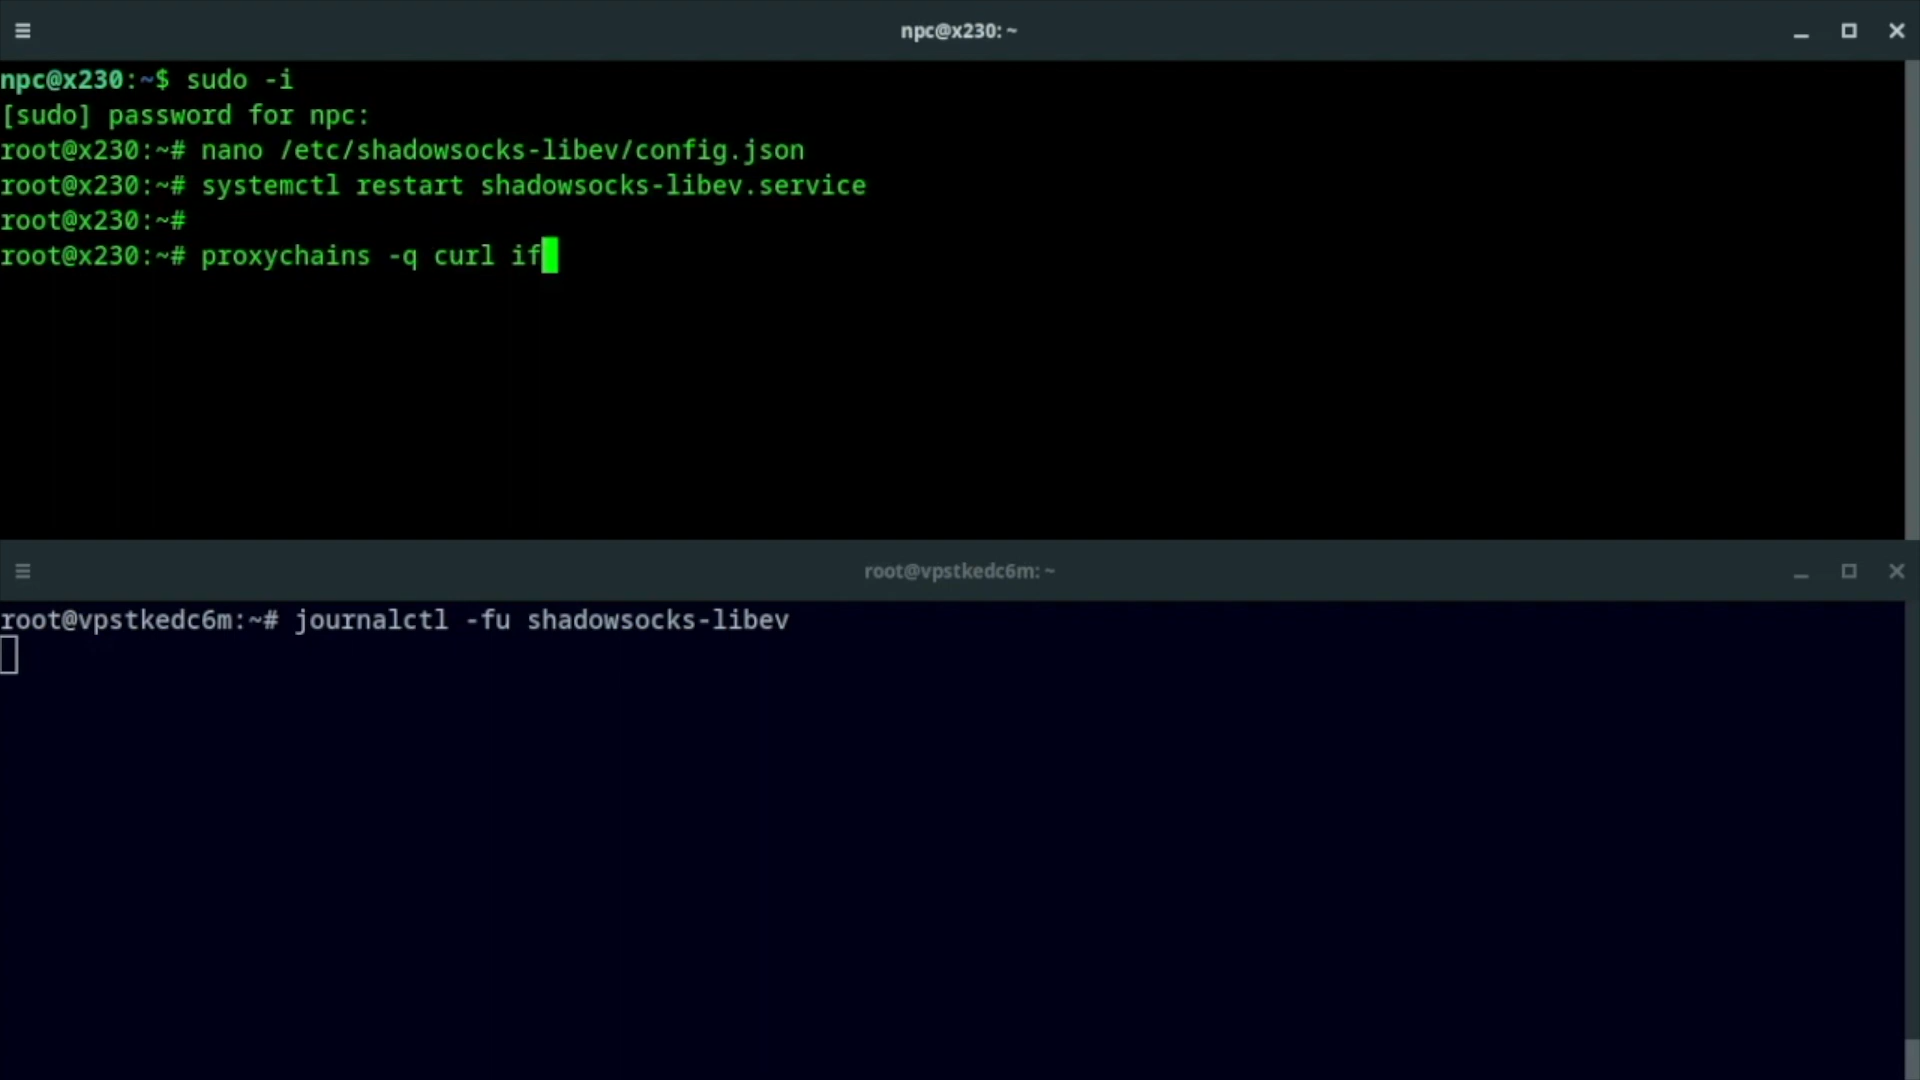 npc@x230: ~
npc@x230:~$ sudo -i
[sudo] password for npc:
root@x230:~# nano /etc/shadowsocks-libev/config.json
root@x230:~# systemctl restart shadowsocks-libev.service
root@x230:~#
root@x230:~# proxychains -q curl if
root@vpstkedc6m: ~
root@vpstkedc6m:~# journalctl -fu shadowsocks-libev